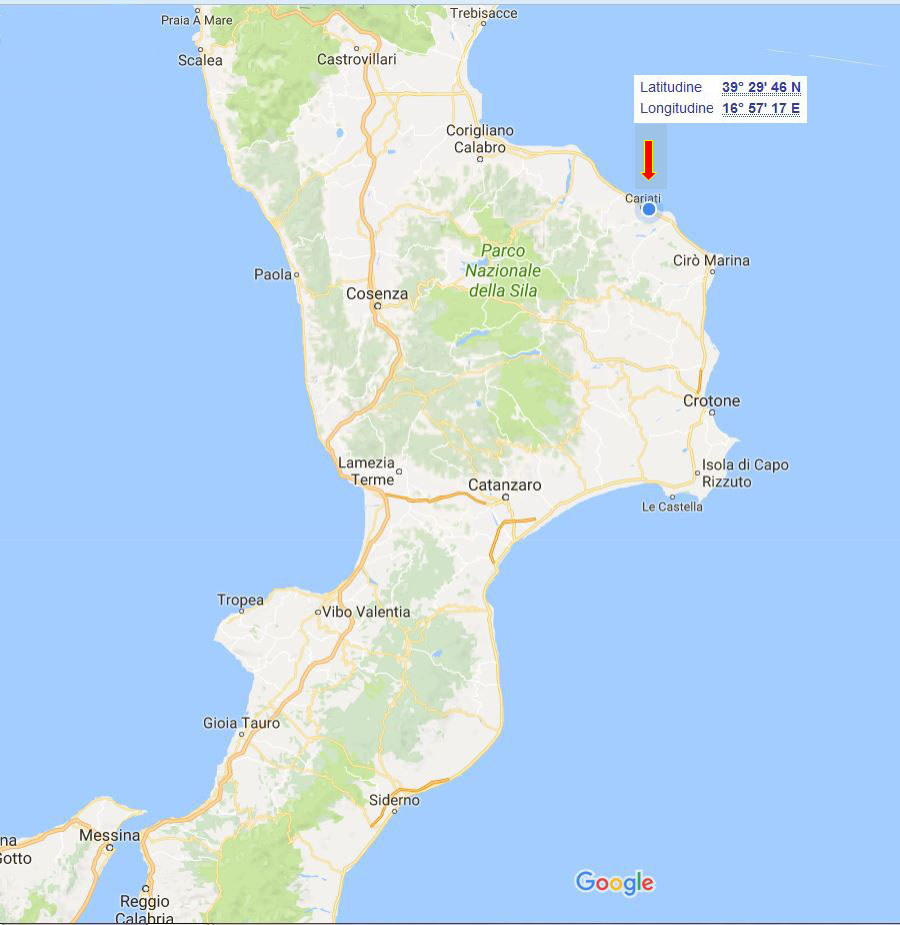 Praia A Mare
Trebisacce
Scalea
Castrovillari
Latitudine 39° 29' 46 N
Longitudine 16° 57' 17 E
Corigliano
Calabro
Cariati
Parco
Nazionale
della Sila
Cirò Marina
Paola
Cosenza
Crotone
Lamezia
Terme
Catanzaro
Isola di Capo
Rizzuto
Le Castella
Tropea
Vibo Valentia
Gioia Tauro
Siderno
Messina
na
Gotto
Google
Reggio
Calabria